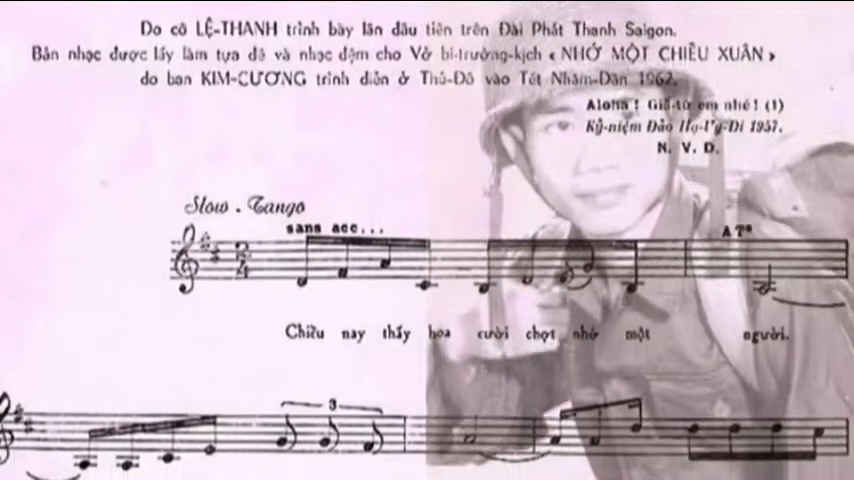 Do cô LỆ-THANH trình bày lần đầu tiên trên Đài Phát Thanh Saigon.
Bản nhạc được lấy làm tựa đề và nhạc đệm cho Vở bi-trường-kịch « NHỚ MỘT CHIỀU XUÂN »
do ban KIM-CƯƠNG trình diễn ở Thủ-Đô vào Tết Nhâm-Dần 1962.
Aloha ! Giã-từ em nhé ! (1)
Kỷ-niệm Đảo Hạ-Uy-Di 1957.
N. V. D.
Slow . Tango
sans acc...
A 7
Chiều nay thấy hoa cười chợt nhớ một người.
3